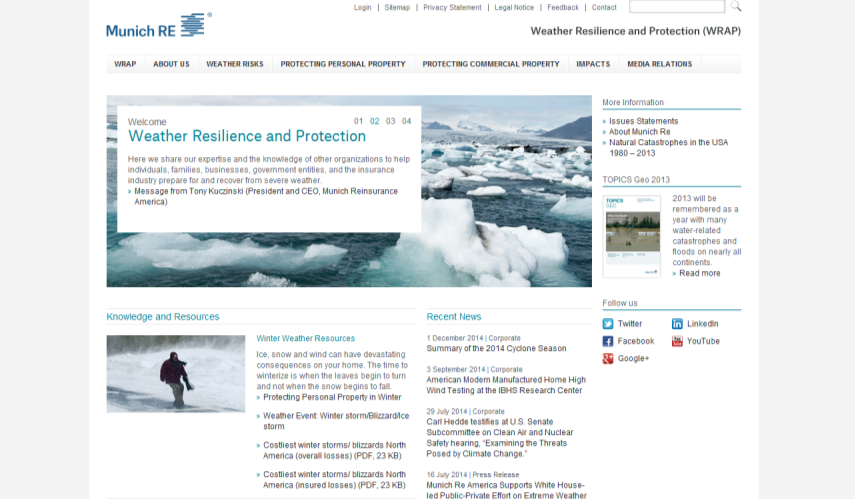 Login | Sitemap | Privacy Statement | Legal Notice | Feedback | Contact
Munich RE
Weather Resilience and Protection (WRAP)
WRAP ABOUT US WEATHER RISKS PROTECTING PERSONAL PROPERTY PROTECTING COMMERCIAL PROPERTY IMPACTS MEDIA RELATIONS
Welcome
01 02 03 04
Weather Resilience and Protection
Here we share our expertise and the knowledge of other organizations to help
individuals, families, businesses, government entities, and the insurance
industry prepare for and recover from severe weather.
» Message from Tony Kuczinski (President and CEO, Munich Reinsurance
America)
More Information
» Issues Statements
» About Munich Re
» Natural Catastrophes in the USA
1980 – 2013
TOPICS Geo 2013
TOPICS
GEO
2013 will be
remembered as a
year with many
water-related
catastrophes and
floods on nearly all
continents.
» Read more
Follow us
Twitter
LinkedIn
Facebook
YouTube
Google+
Knowledge and Resources
Winter Weather Resources
Ice, snow and wind can have devastating
consequences on your home. The time to
winterize is when the leaves begin to turn
and not when the snow begins to fall.
» Protecting Personal Property in Winter
» Weather Event: Winter storm/Blizzard/Ice
storm
» Costliest winter storms/ blizzards North
America (overall losses) (PDF, 23 KB)
» Costliest winter storms/ blizzards North
America (insured losses) (PDF, 23 KB)
Recent News
1 December 2014 | Corporate
Summary of the 2014 Cyclone Season
3 September 2014 | Corporate
American Modern Manufactured Home High
Wind Testing at the IBHS Research Center
29 July 2014 | Corporate
Carl Hedde testifies at U.S. Senate
Subcommittee on Clean Air and Nuclear
Safety hearing, "Examining the Threats
Posed by Climate Change."
16 July 2014 | Press Release
Munich Re America Supports White House-
led Public-Private Effort on Extreme Weather